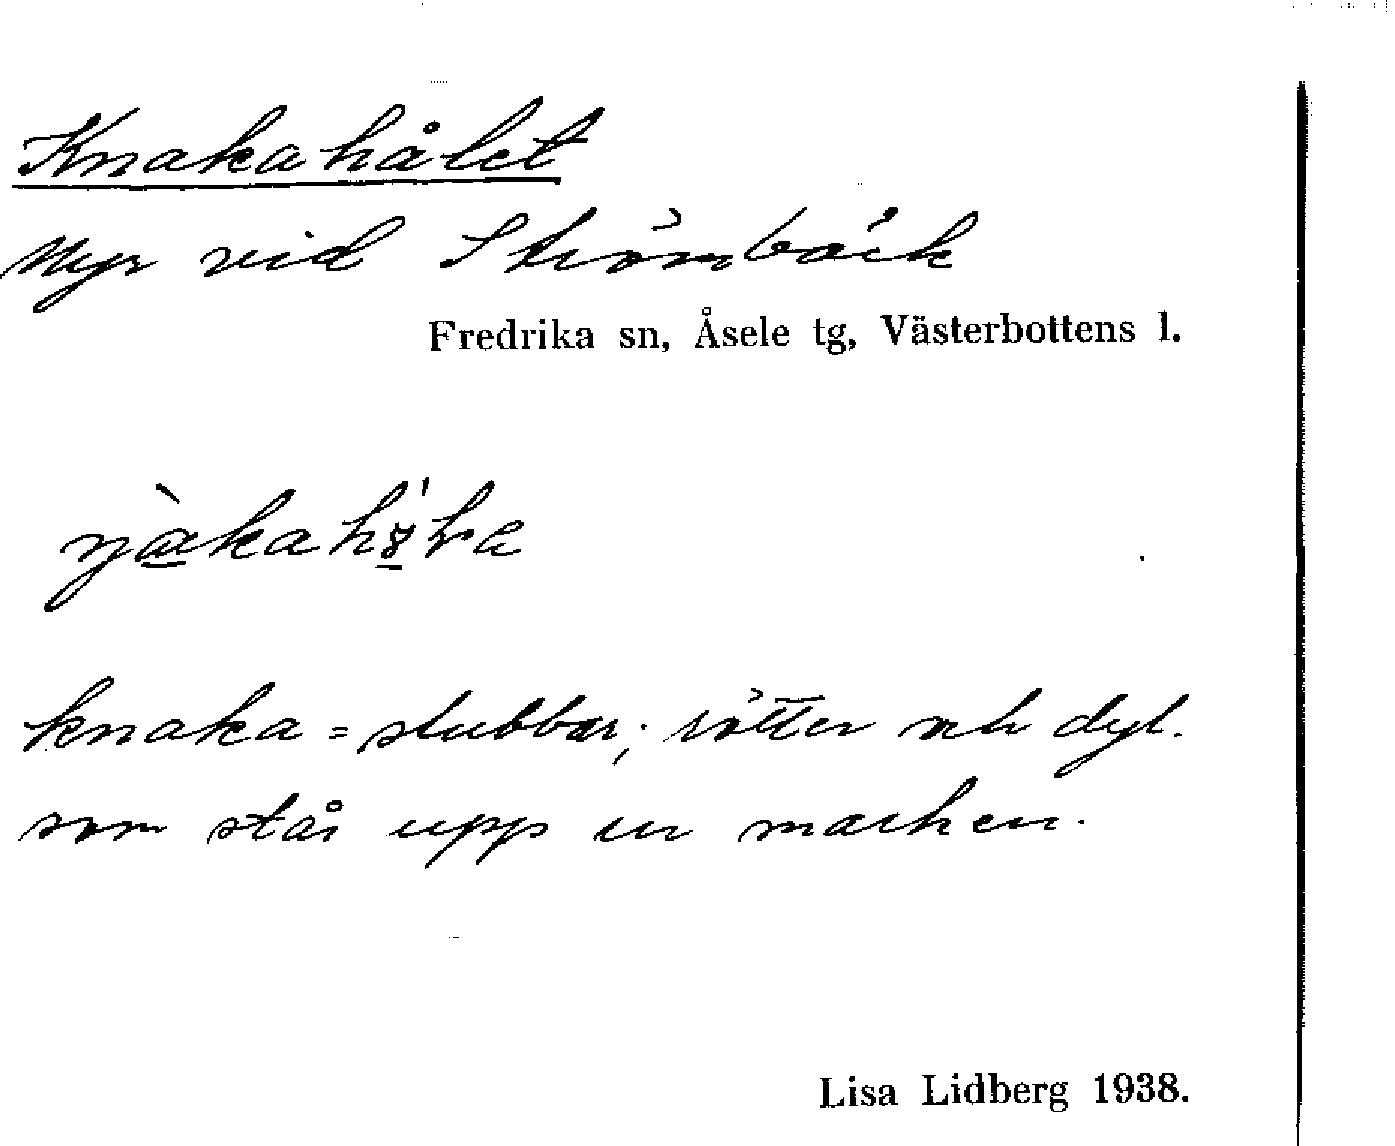 Knakahålet
Myr vid Strömbäck
Fredrika sn, Åsele tg, Västerbottens l.
knaka = stubbar, rötter och dyl.
som står upp ur marken.
Lisa Lidberg 1938.